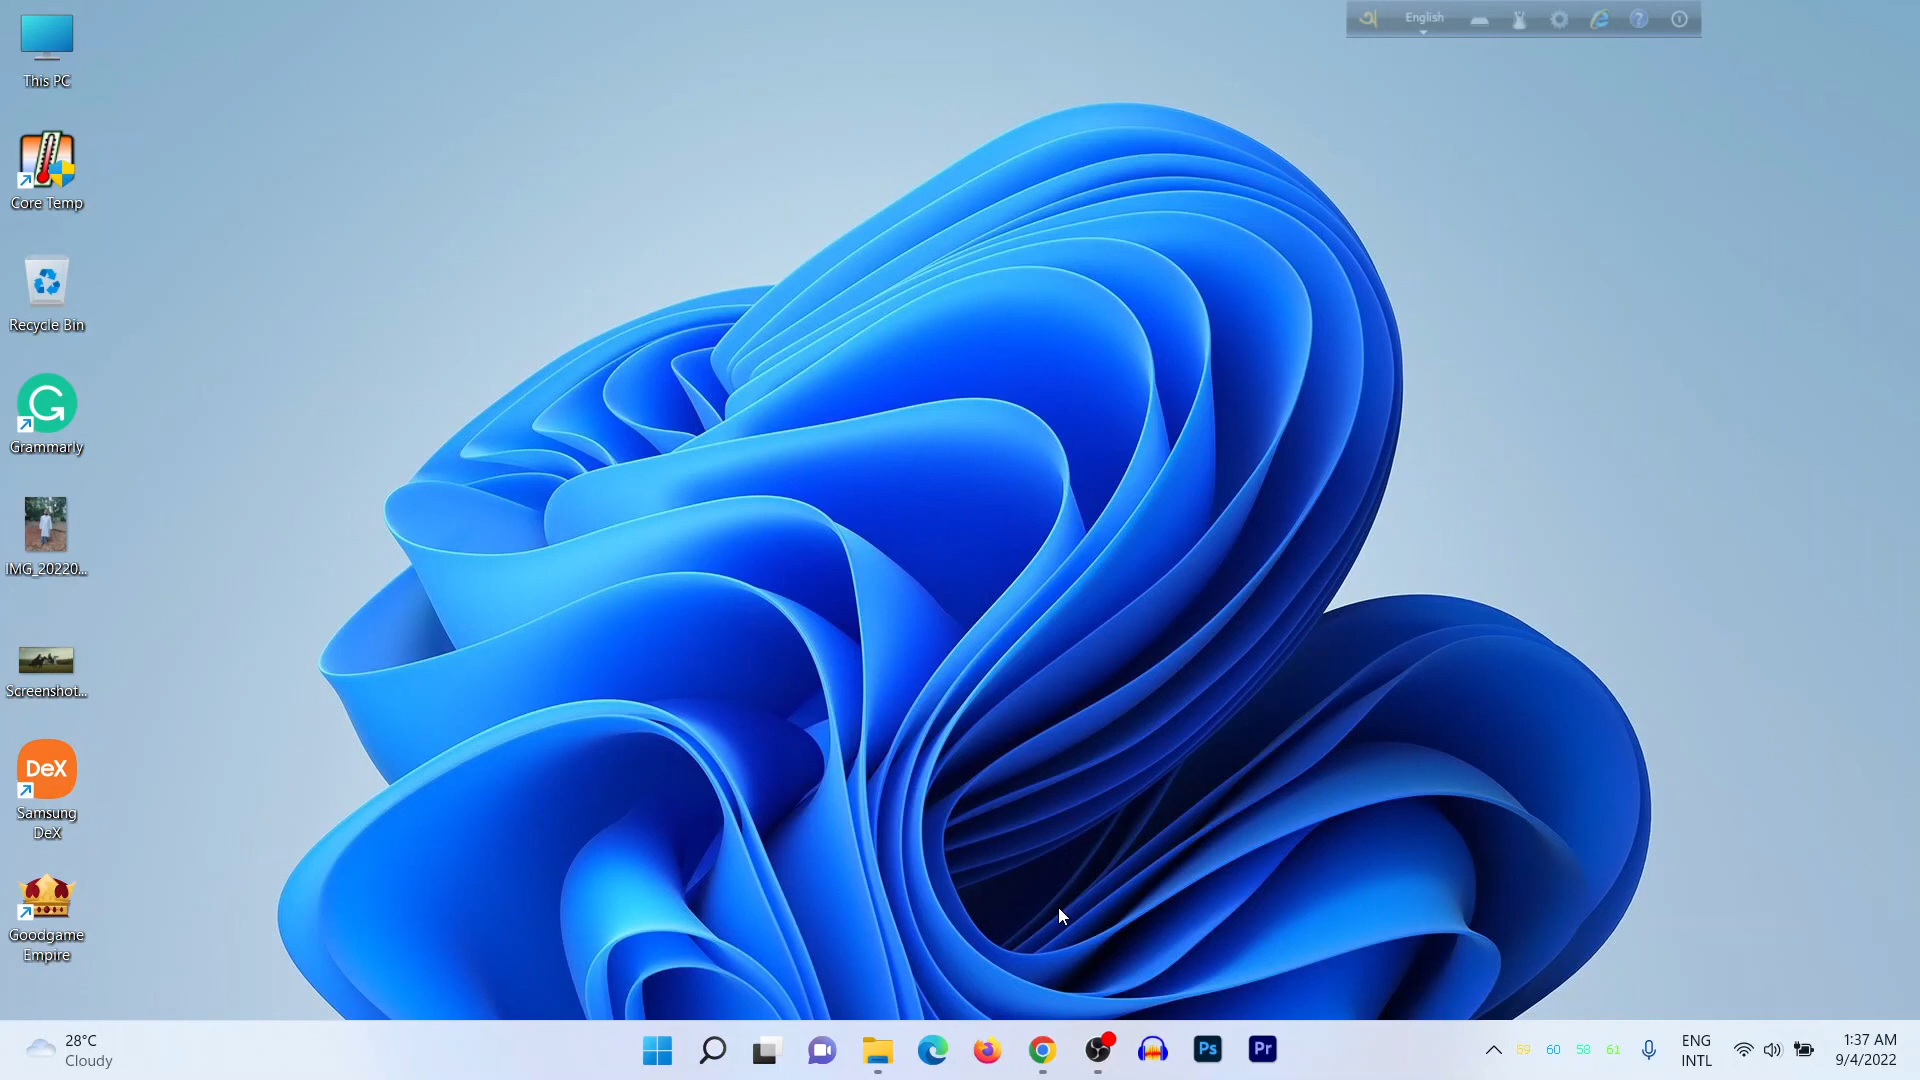 অ English
This PC
Core Temp
Recycle Bin
G
Grammarly
IMG_20220...
Screenshot...
DeX
Samsung
DeX
Goodgame
Empire
28°C
Cloudy
Ps
Pr
59 60 58 61
ENG
INTL
1:37 AM
9/4/2022